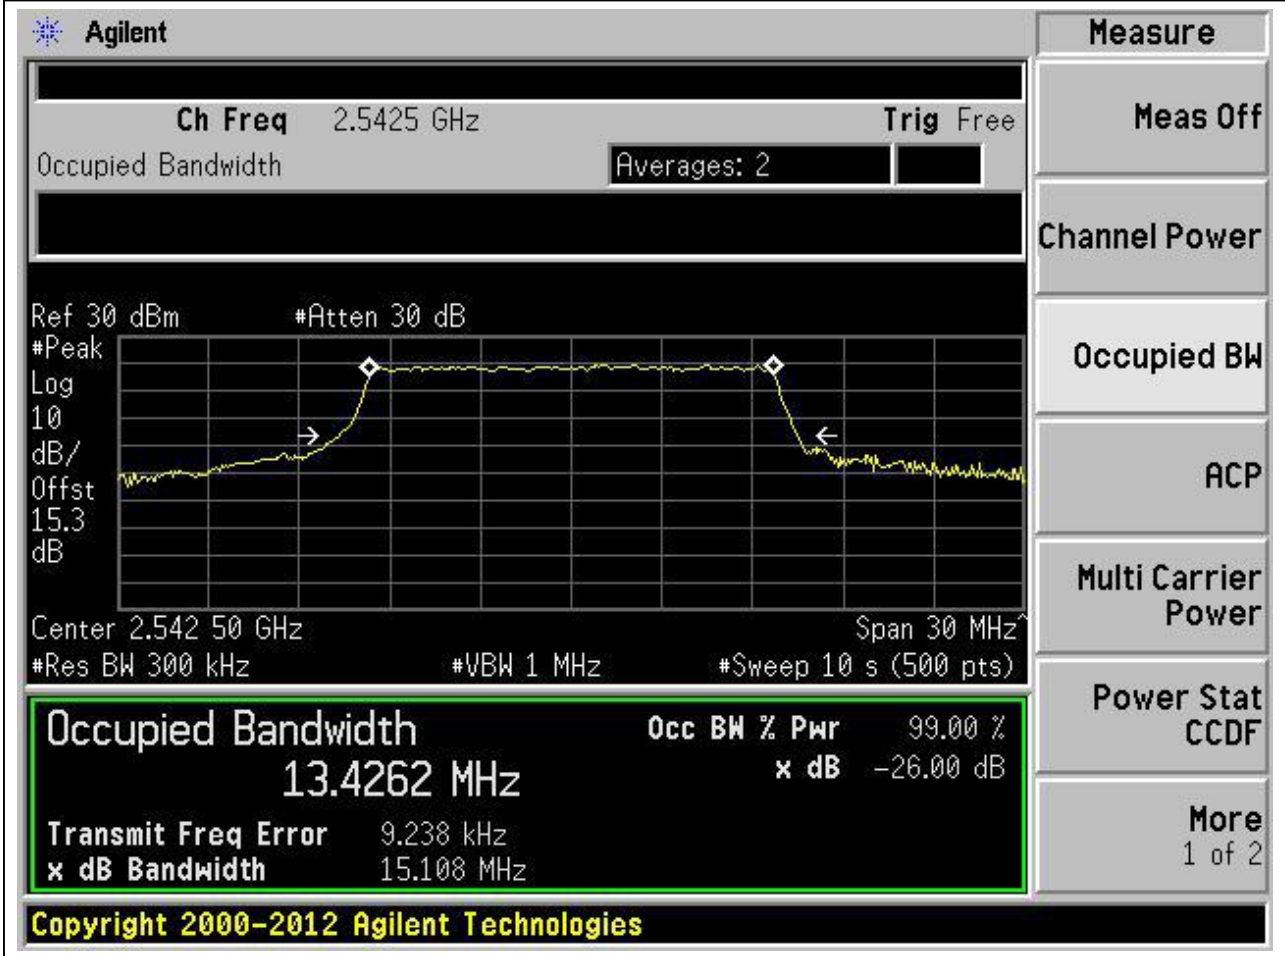 Agilent
Measure
Ch Freq 2.5425 GHz Trig Free
Occupied Bandwidth Averages: 2
Meas Off
Channel Power
Occupied BW
ACP
Multi Carrier
Power
Power Stat
CCDF
More
1 of 2
Ref 30 dBm #Atten 30 dB
#Peak
Log
10
dB/
Offst
15.3
dB
Center 2.542 50 GHz Span 30 MHz^
#Res BW 300 kHz #VBW 1 MHz #Sweep 10 s (500 pts)
Occupied Bandwidth Occ BW % Pwr 99.00 %
13.4262 MHz x dB -26.00 dB
Transmit Freq Error 9.238 kHz
x dB Bandwidth 15.108 MHz
Copyright 2000-2012 Agilent Technologies